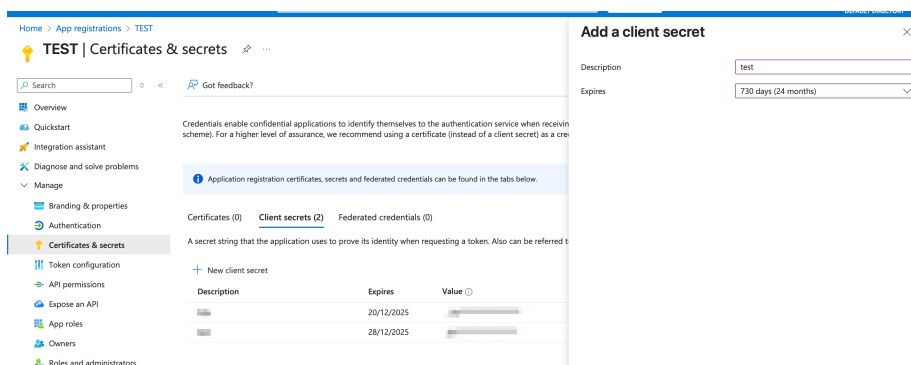 DEFAULT DIRECTORY
Home > App registrations > TEST
TEST | Certificates & secrets
Search
Overview
Quickstart
Integration assistant
Diagnose and solve problems
Manage
Branding & properties
Authentication
Certificates & secrets
Token configuration
API permissions
Expose an API
App roles
Owners
Roles and administrators
Got feedback?
Credentials enable confidential applications to identify themselves to the authentication service when receivin
scheme). For a higher level of assurance, we recommend using a certificate (instead of a client secret) as a cre
Application registration certificates, secrets and federated credentials can be found in the tabs below.
Certificates (0) Client secrets (2) Federated credentials (0)
A secret string that the application uses to prove its identity when requesting a token. Also can be referred t
New client secret
Description Expires Value
20/12/2025
28/12/2025
Add a client secret
Description test
Expires 730 days (24 months)